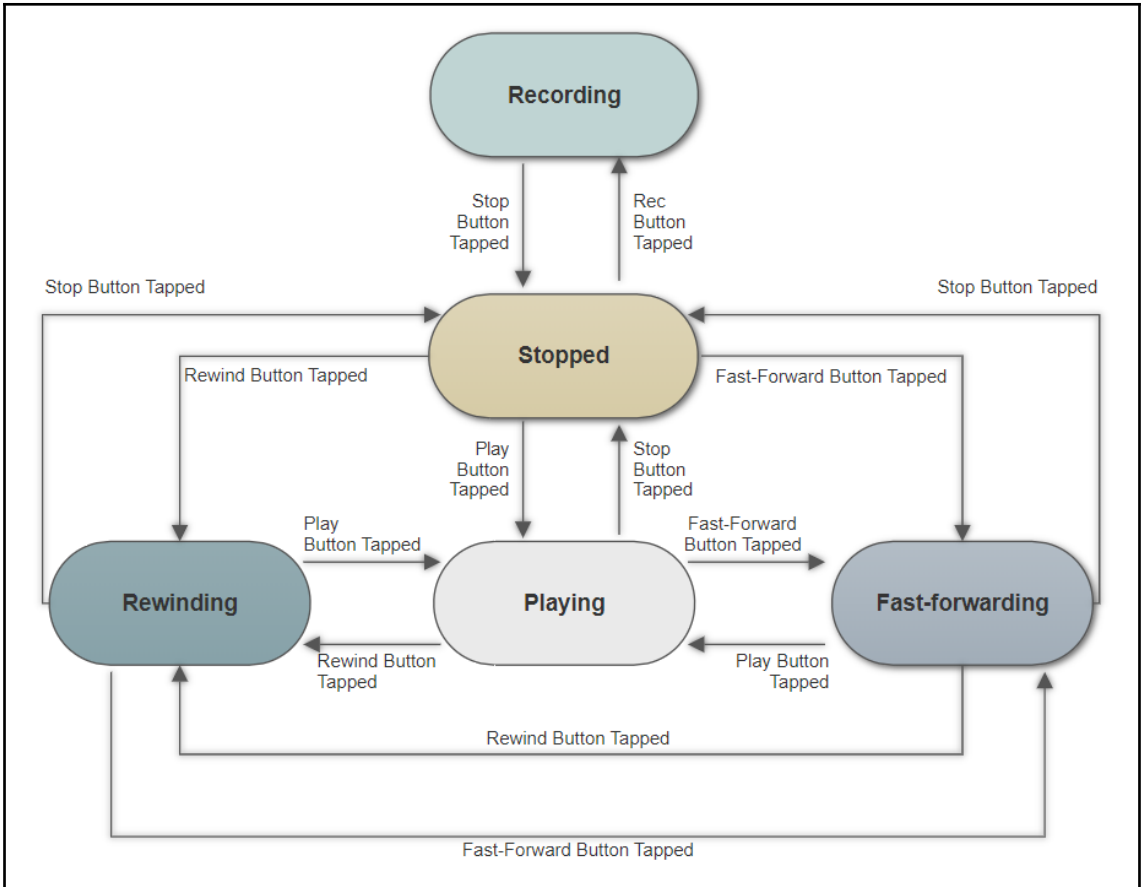 Recording
Stop
Button
Tapped
Rec
Button
Tapped
Stop Button Tapped
Stop Button Tapped
Stopped
Rewind Button Tapped
Fast-Forward Button Tapped
Play
Button
Tapped
Stop
Button
Tapped
Play
Button Tapped
Fast-Forward
Button Tapped
Rewinding
Playing
Fast-forwarding
Rewind Button
Tapped
Play Button
Tapped
Rewind Button Tapped
Fast-Forward Button Tapped